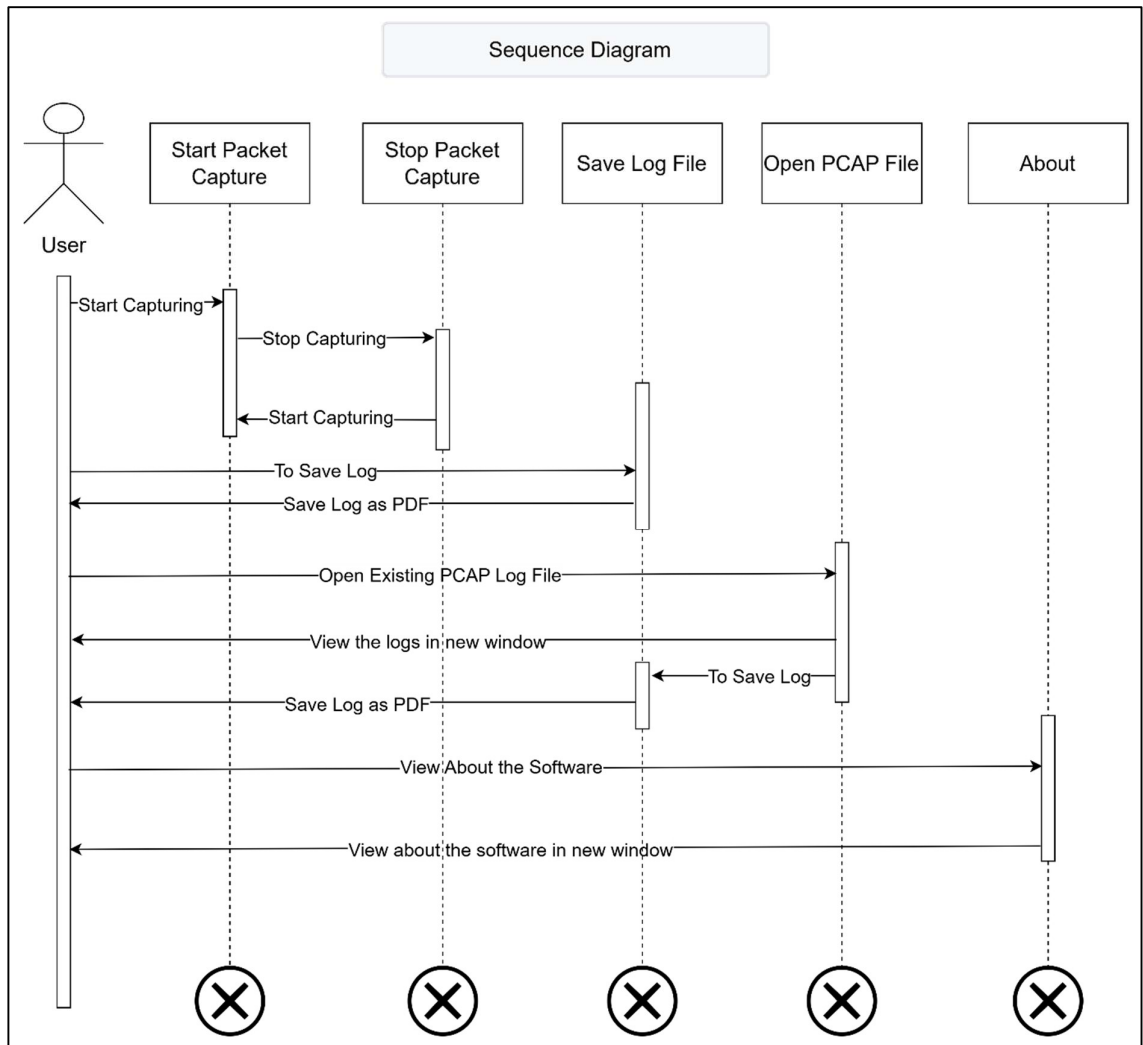 Sequence Diagram
Start Packet
Capture
Stop Packet
Capture
Save Log File
Open PCAP File
About
User
Start Capturing
Stop Capturing
Start Capturing
To Save Log
Save Log as PDF
Open Existing PCAP Log File
View the logs in new window
To Save Log
Save Log as PDF
View About the Software
View about the software in new window